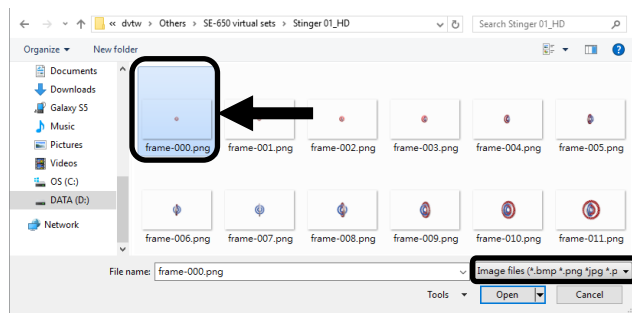 « dvtw › Others › SE-650 virtual sets › Stinger 01_HD
Search Stinger 01_HD
Organize
New folder
Documents
Downloads
Galaxy S5
Music
Pictures
Videos
OS (C:)
DATA (D:)
Network
frame-000.png frame-001.png frame-002.png frame-003.png frame-004.png frame-005.png
frame-006.png frame-007.png frame-008.png frame-009.png frame-010.png frame-011.png
File name: frame-000.png
Image files (*.bmp *.png *jpg *.p
Tools
Open
Cancel